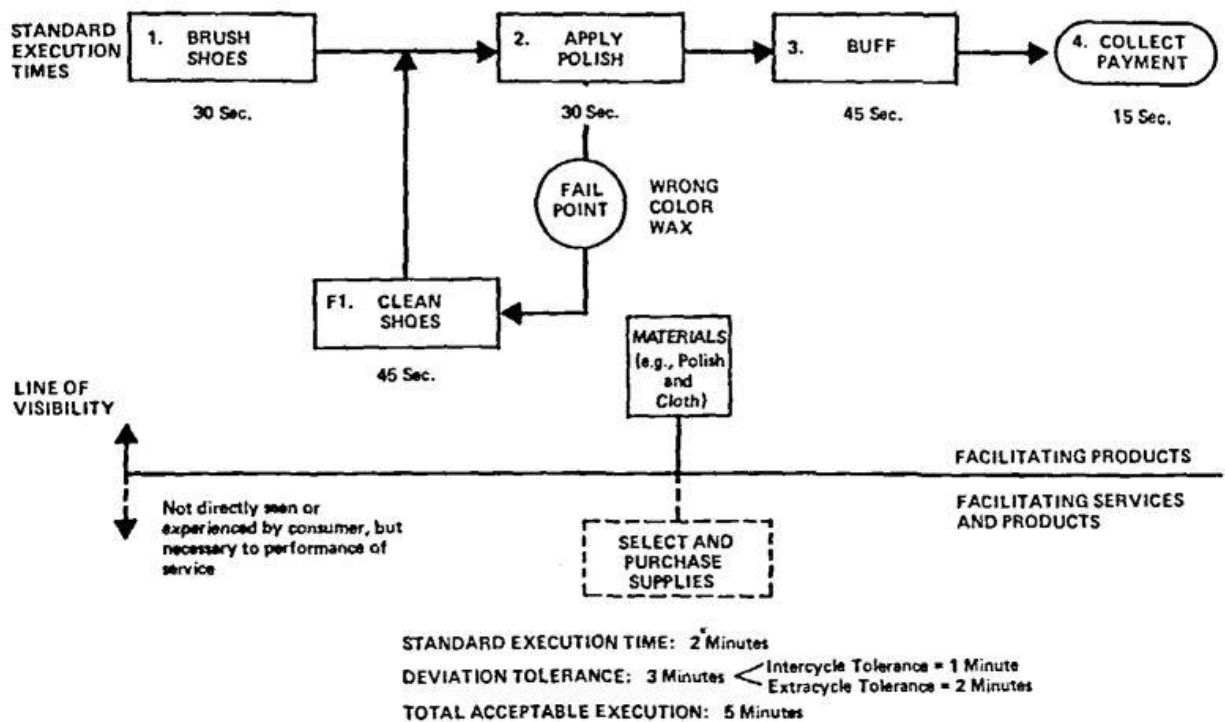 STANDARD
EXECUTION
TIMES
1. BRUSH
SHOES
30 Sec.
2. APPLY
POLISH
30 Sec.
3. BUFF
45 Sec.
4. COLLECT
PAYMENT
15 Sec.
FAIL
POINT
WRONG
COLOR
WAX
F1. CLEAN
SHOES
45 Sec.
MATERIALS
(e.g., Polish
and
Cloth)
LINE OF
VISIBILITY
FACILITATING PRODUCTS
Not directly seen or
experienced by consumer, but
necessary to performance of
service
FACILITATING SERVICES
AND PRODUCTS
SELECT AND
PURCHASE
SUPPLIES
STANDARD EXECUTION TIME: 2 Minutes
DEVIATION TOLERANCE: 3 Minutes
Intercycle Tolerance = 1 Minute
Extracycle Tolerance = 2 Minutes
TOTAL ACCEPTABLE EXECUTION: 5 Minutes